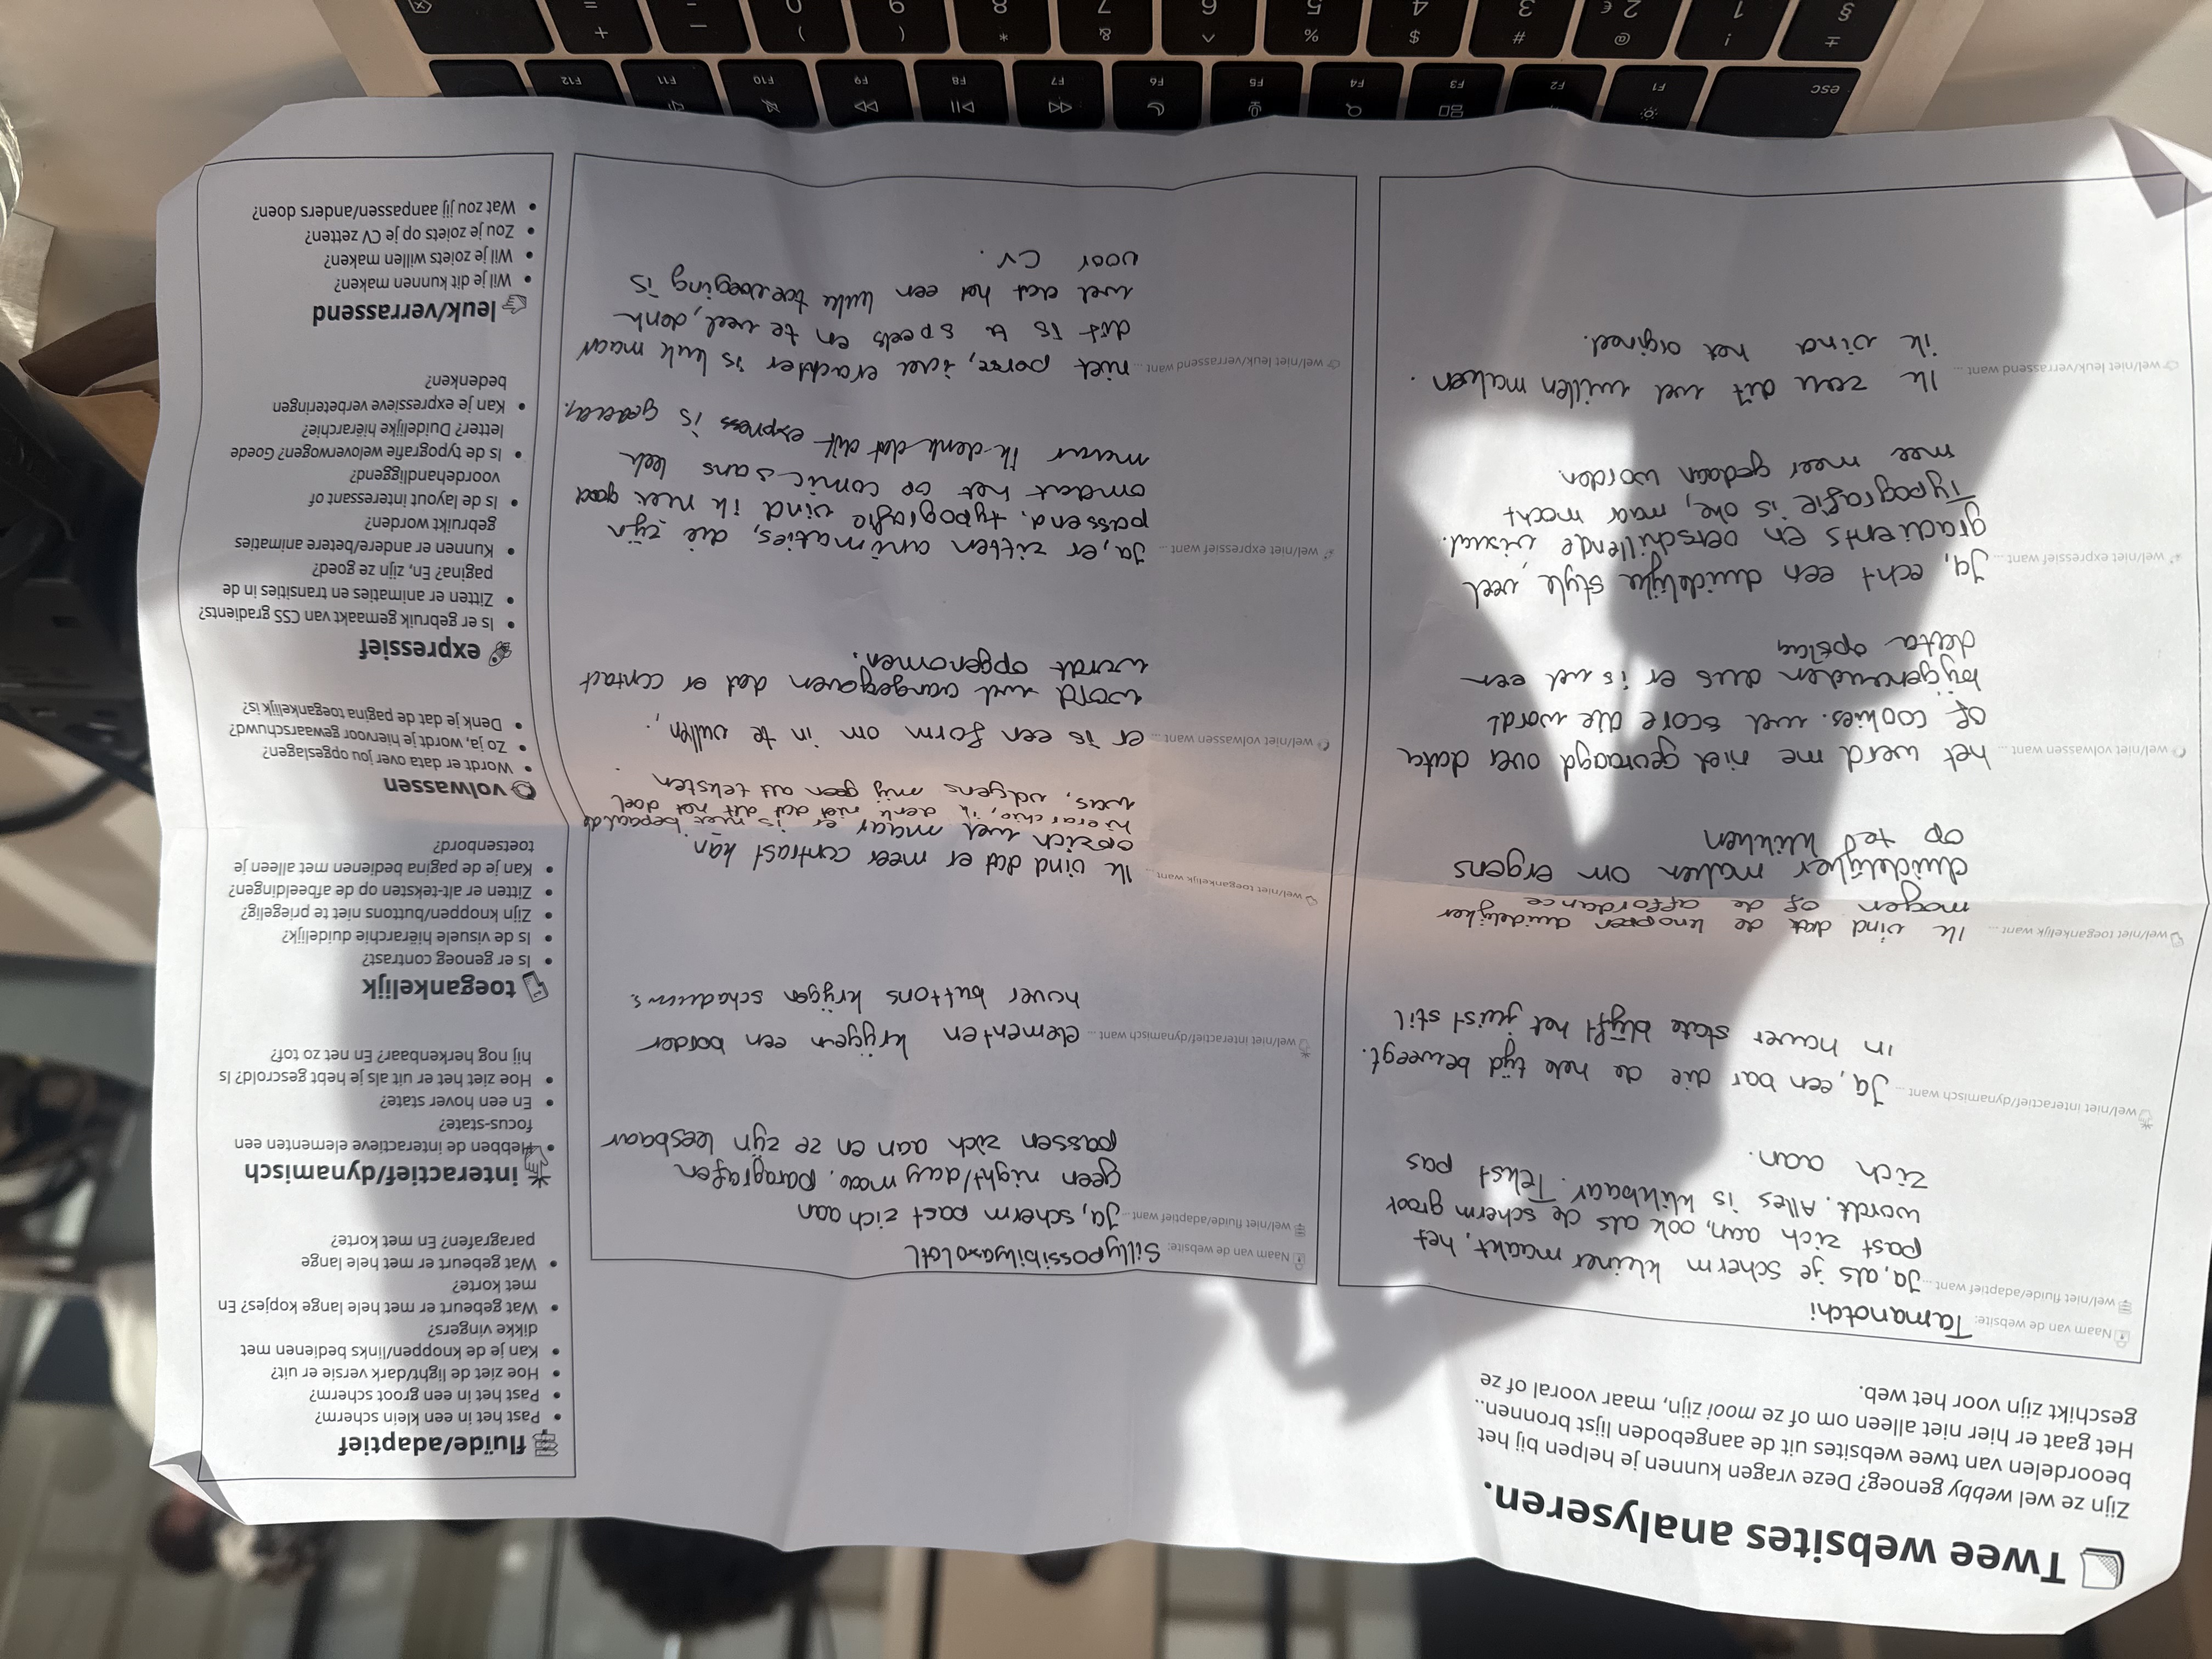 Twee websites analyseren.
Zijn ze wel webby genoeg? Deze vragen kunnen je helpen bij het
beoordelen van twee websites uit de aangeboden lijst bronnen..
Het gaat er hier niet alleen om of ze mooi zijn, maar vooral of ze
geschikt zijn voor het web.
Naam van de website: Tamanotchi
wel/niet fluïde/adaptief want ... Ja, als je scherm kleiner maakt, het
past zich aan, ook als de scherm groot
wordt. Alles is klikbaar. Tekst pas
zich aan.
wel/niet interactief/dynamisch want ... Ja, een bar die de hele tijd beweegt.
in hover state blijft het juist stil
wel/niet toegankelijk want ... Ik vind dat de knoppen duidelijker
mogen of de affordance
duidelijker maken om ergens
op te klikken
wel/niet volwassen want ... het werd me niet gevraagd over data
of cookies. wel score die wordt
bijgehouden dus er is wel een
data opslag
wel/niet expressief want ... Ja, echt een duidelijke style veel
gradients en verschillende visual.
Typografie is oke, maar mocht
mee meer gedaan worden.
wel/niet leuk/verrassend want ... Ik zou dit wel willen maken.
ik vind het orgineel.
Naam van de website: Sillypossibilyaxolotl
wel/niet fluïde/adaptief want ... Ja, scherm past zich aan
geen night/day mode. paragrafen
passen zich aan en ze zijn leesbaar
wel/niet interactief/dynamisch want ... elementen krijgen een border
hover buttons krijgen schaduws.
wel/niet toegankelijk want ... Ik vind dat er meer contrast kan.
opzich wel maar er is niet bepaalde
hierarchie, ik denk niet dat dit het doel
was, volgens mij geen alt teksten
wel/niet volwassen want ... er is een form om in te vullen,
word wel aangegeven dat er contact
wordt opgenomen.
wel/niet expressief want ... Ja, er zitten animaties, die zijn
passend. typografie vind ik niet goed
omdat het op comic sans leek
maar ik denk dat dit express is gedaan.
wel/niet leuk/verrassend want ... niet perse, idee erachter is leuk maar
dit is te speels en te veel, denk
wel dat het een leuke toevoeging is
voor CV.
fluïde/adaptief
• Past het in een klein scherm?
• Past het in een groot scherm?
• Hoe ziet de light/dark versie er uit?
• Kan je de knoppen/links bedienen met
dikke vingers?
• Wat gebeurt er met hele lange kopjes? En
met korte?
• Wat gebeurt er met hele lange
paragrafen? En met korte?
interactief/dynamisch
• Hebben de interactieve elementen een
focus-state?
• En een hover state?
• Hoe ziet het er uit als je hebt gescrold? Is
hij nog herkenbaar? En net zo tof?
toegankelijk
• Is er genoeg contrast?
• Is de visuele hiërarchie duidelijk?
• Zijn knoppen/buttons niet te priegelig?
• Zitten er alt-teksten op de afbeeldingen?
• Kan je de pagina bedienen met alleen je
toetsenbord?
volwassen
• Wordt er data over jou opgeslagen?
• Zo ja, wordt je hiervoor gewaarschuwd?
• Denk je dat de pagina toegankelijk is?
expressief
• Is er gebruik gemaakt van CSS gradients?
• Zitten er animaties en transities in de
pagina? En, zijn ze goed?
• Kunnen er andere/betere animaties
gebruikt worden?
• Is de layout interessant of
voordehandliggend?
• Is de typografie weloverwogen? Goede
letter? Duidelijke hiërarchie?
• Kan je expressieve verbeteringen
bedenken?
leuk/verrassend
• Wil je dit kunnen maken?
• Wil je zoiets willen maken?
• Zou je zoiets op je CV zetten?
• Wat zou jij aanpassen/anders doen?
esc F1 F2 F3 F4 F5 F6 F7 F8 F9 F10 F11 F12
± ! @ # $ % ^ & * ( ) _ +
§ 1 2 € 3 4 5 6 7 8 9 0 - =